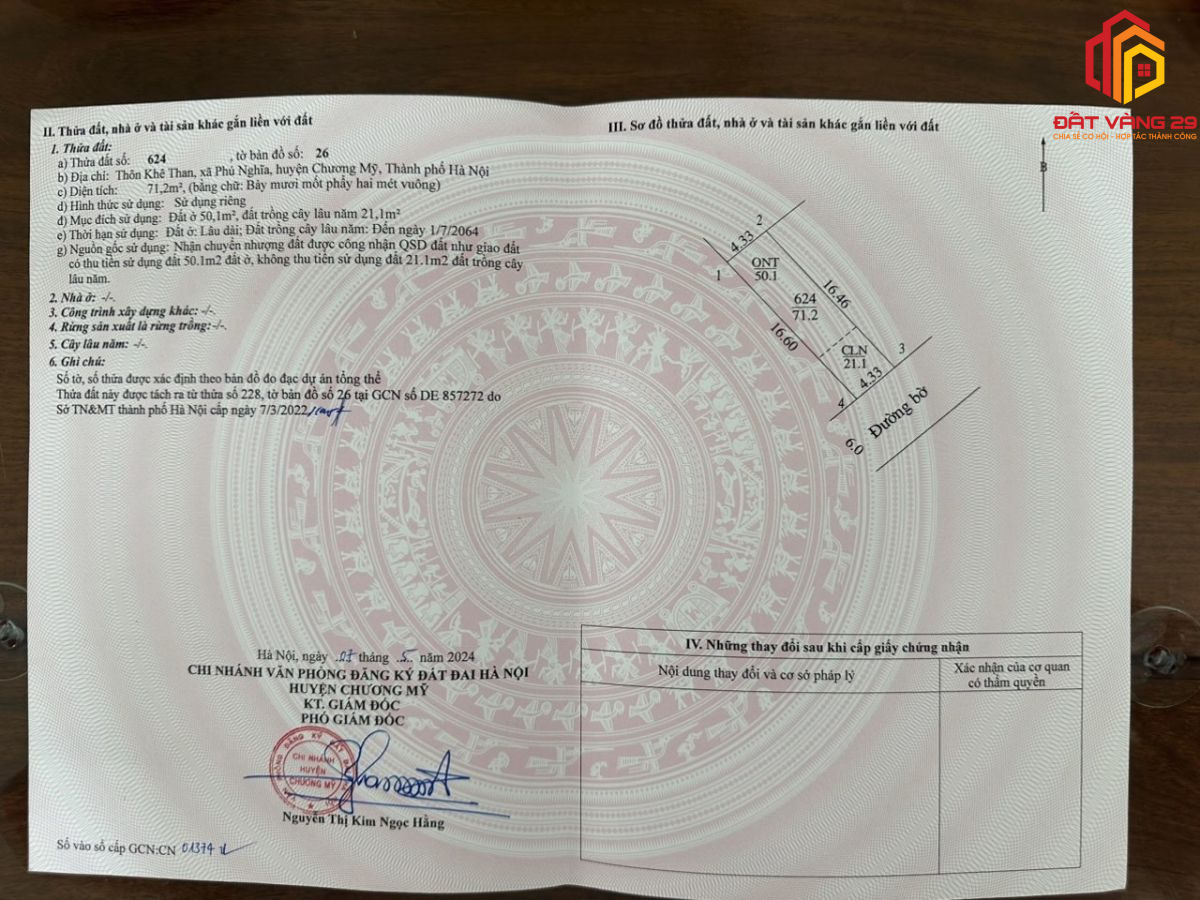 ĐẤT VÀNG 29
CHIA SẺ CƠ HỘI - HỢP TÁC THÀNH CÔNG
II. Thửa đất, nhà ở và tài sản khác gắn liền với đất
1. Thửa đất:
a) Thửa đất số: 624 , tờ bản đồ số: 26
b) Địa chỉ: Thôn Khê Than, xã Phú Nghĩa, huyện Chương Mỹ, Thành phố Hà Nội
c) Diện tích: 71,2m², (bằng chữ: Bảy mươi mốt phẩy hai mét vuông)
d) Hình thức sử dụng: Sử dụng riêng
đ) Mục đích sử dụng: Đất ở 50,1m², đất trồng cây lâu năm 21,1m²
e) Thời hạn sử dụng: Đất ở: Lâu dài; Đất trồng cây lâu năm: Đến ngày 1/7/2064
g) Nguồn gốc sử dụng: Nhận chuyển nhượng đất được công nhận QSD đất như giao đất
có thu tiền sử dụng đất 50.1m2 đất ở, không thu tiền sử dụng đất 21.1m2 đất trồng cây
lâu năm.
2. Nhà ở: -/-.
3. Công trình xây dựng khác: -/-.
4. Rừng sản xuất là rừng trồng:-/-.
5. Cây lâu năm: -/-.
6. Ghi chú:
Số tờ, số thửa được xác định theo bản đồ đo đạc dự án tổng thể
Thửa đất này được tách ra từ thửa số 228, tờ bản đồ số 26 tại GCN số DE 857272 do
Sở TN&MT thành phố Hà Nội cấp ngày 7/3/2022
Hà Nội, ngày 07 tháng 5 năm 2024
CHI NHÁNH VĂN PHÒNG ĐĂNG KÝ ĐẤT ĐAI HÀ NỘI
HUYỆN CHƯƠNG MỸ
KT. GIÁM ĐỐC
PHÓ GIÁM ĐỐC
CHI NHÁNH
HUYỆN
CHƯƠNG MỸ
Nguyễn Thị Kim Ngọc Hằng
Số vào sổ cấp GCN:CN 01374
III. Sơ đồ thửa đất, nhà ở và tài sản khác gắn liền với đất
B
2
4.33
1
ONT
50.1
16.46
624
71.2
16.60
CLN
21.1
3
4.33
4
Đường bờ
6.0
IV. Những thay đổi sau khi cấp giấy chứng nhận
Nội dung thay đổi và cơ sở pháp lý
Xác nhận của cơ quan
có thẩm quyền